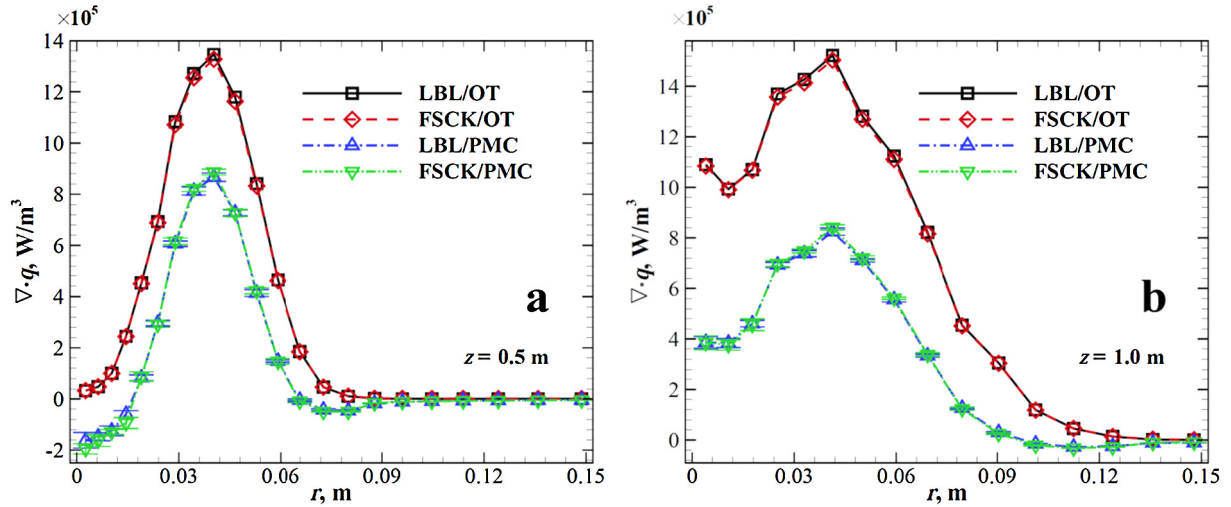 ×10⁵
14
12
10
8
6
4
2
0
-2
∇·q, W/m³
LBL/OT
FSCK/OT
LBL/PMC
FSCK/PMC
a
z = 0.5 m
0
0.03
0.06
0.09
0.12
0.15
r, m
×10⁵
14
12
10
8
6
4
2
0
∇·q, W/m³
LBL/OT
FSCK/OT
LBL/PMC
FSCK/PMC
b
z = 1.0 m
0
0.03
0.06
0.09
0.12
0.15
r, m